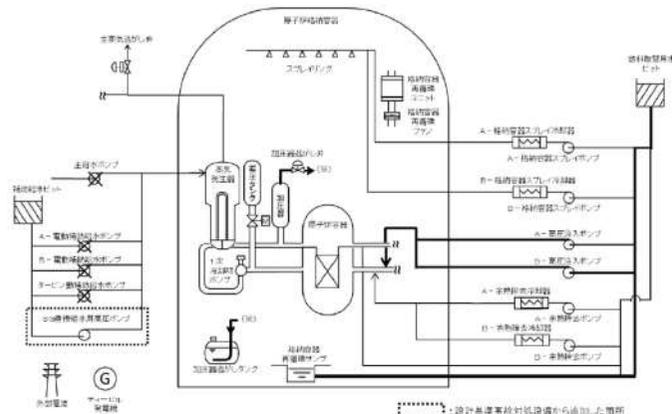 原子炉格納容器
主蒸気逃がし弁
スプレイリング
格納容器
再循環
ユニット
格納容器
再循環
ファン
燃料取替用水
ピット
A－格納容器スプレイ冷却器
A－格納容器スプレイポンプ
主給水ポンプ
補助給水ピット
蒸気
発生器
蓄圧タンク
加圧器逃がし弁
加圧器
B－格納容器スプレイ冷却器
B－格納容器スプレイポンプ
原子炉容器
A－電動補助給水ポンプ
B－電動補助給水ポンプ
タービン動補助給水ポンプ
SG直接給水用高圧ポンプ
1次
冷却材
ポンプ
A－高圧注入ポンプ
B－高圧注入ポンプ
A－余熱除去冷却器
A－余熱除去ポンプ
B－余熱除去冷却器
B－余熱除去ポンプ
加圧器逃がしタンク
格納容器
再循環サンプ
外部電源
G
ディーゼル
発電機
：設計基準事故対処設備から追加した箇所